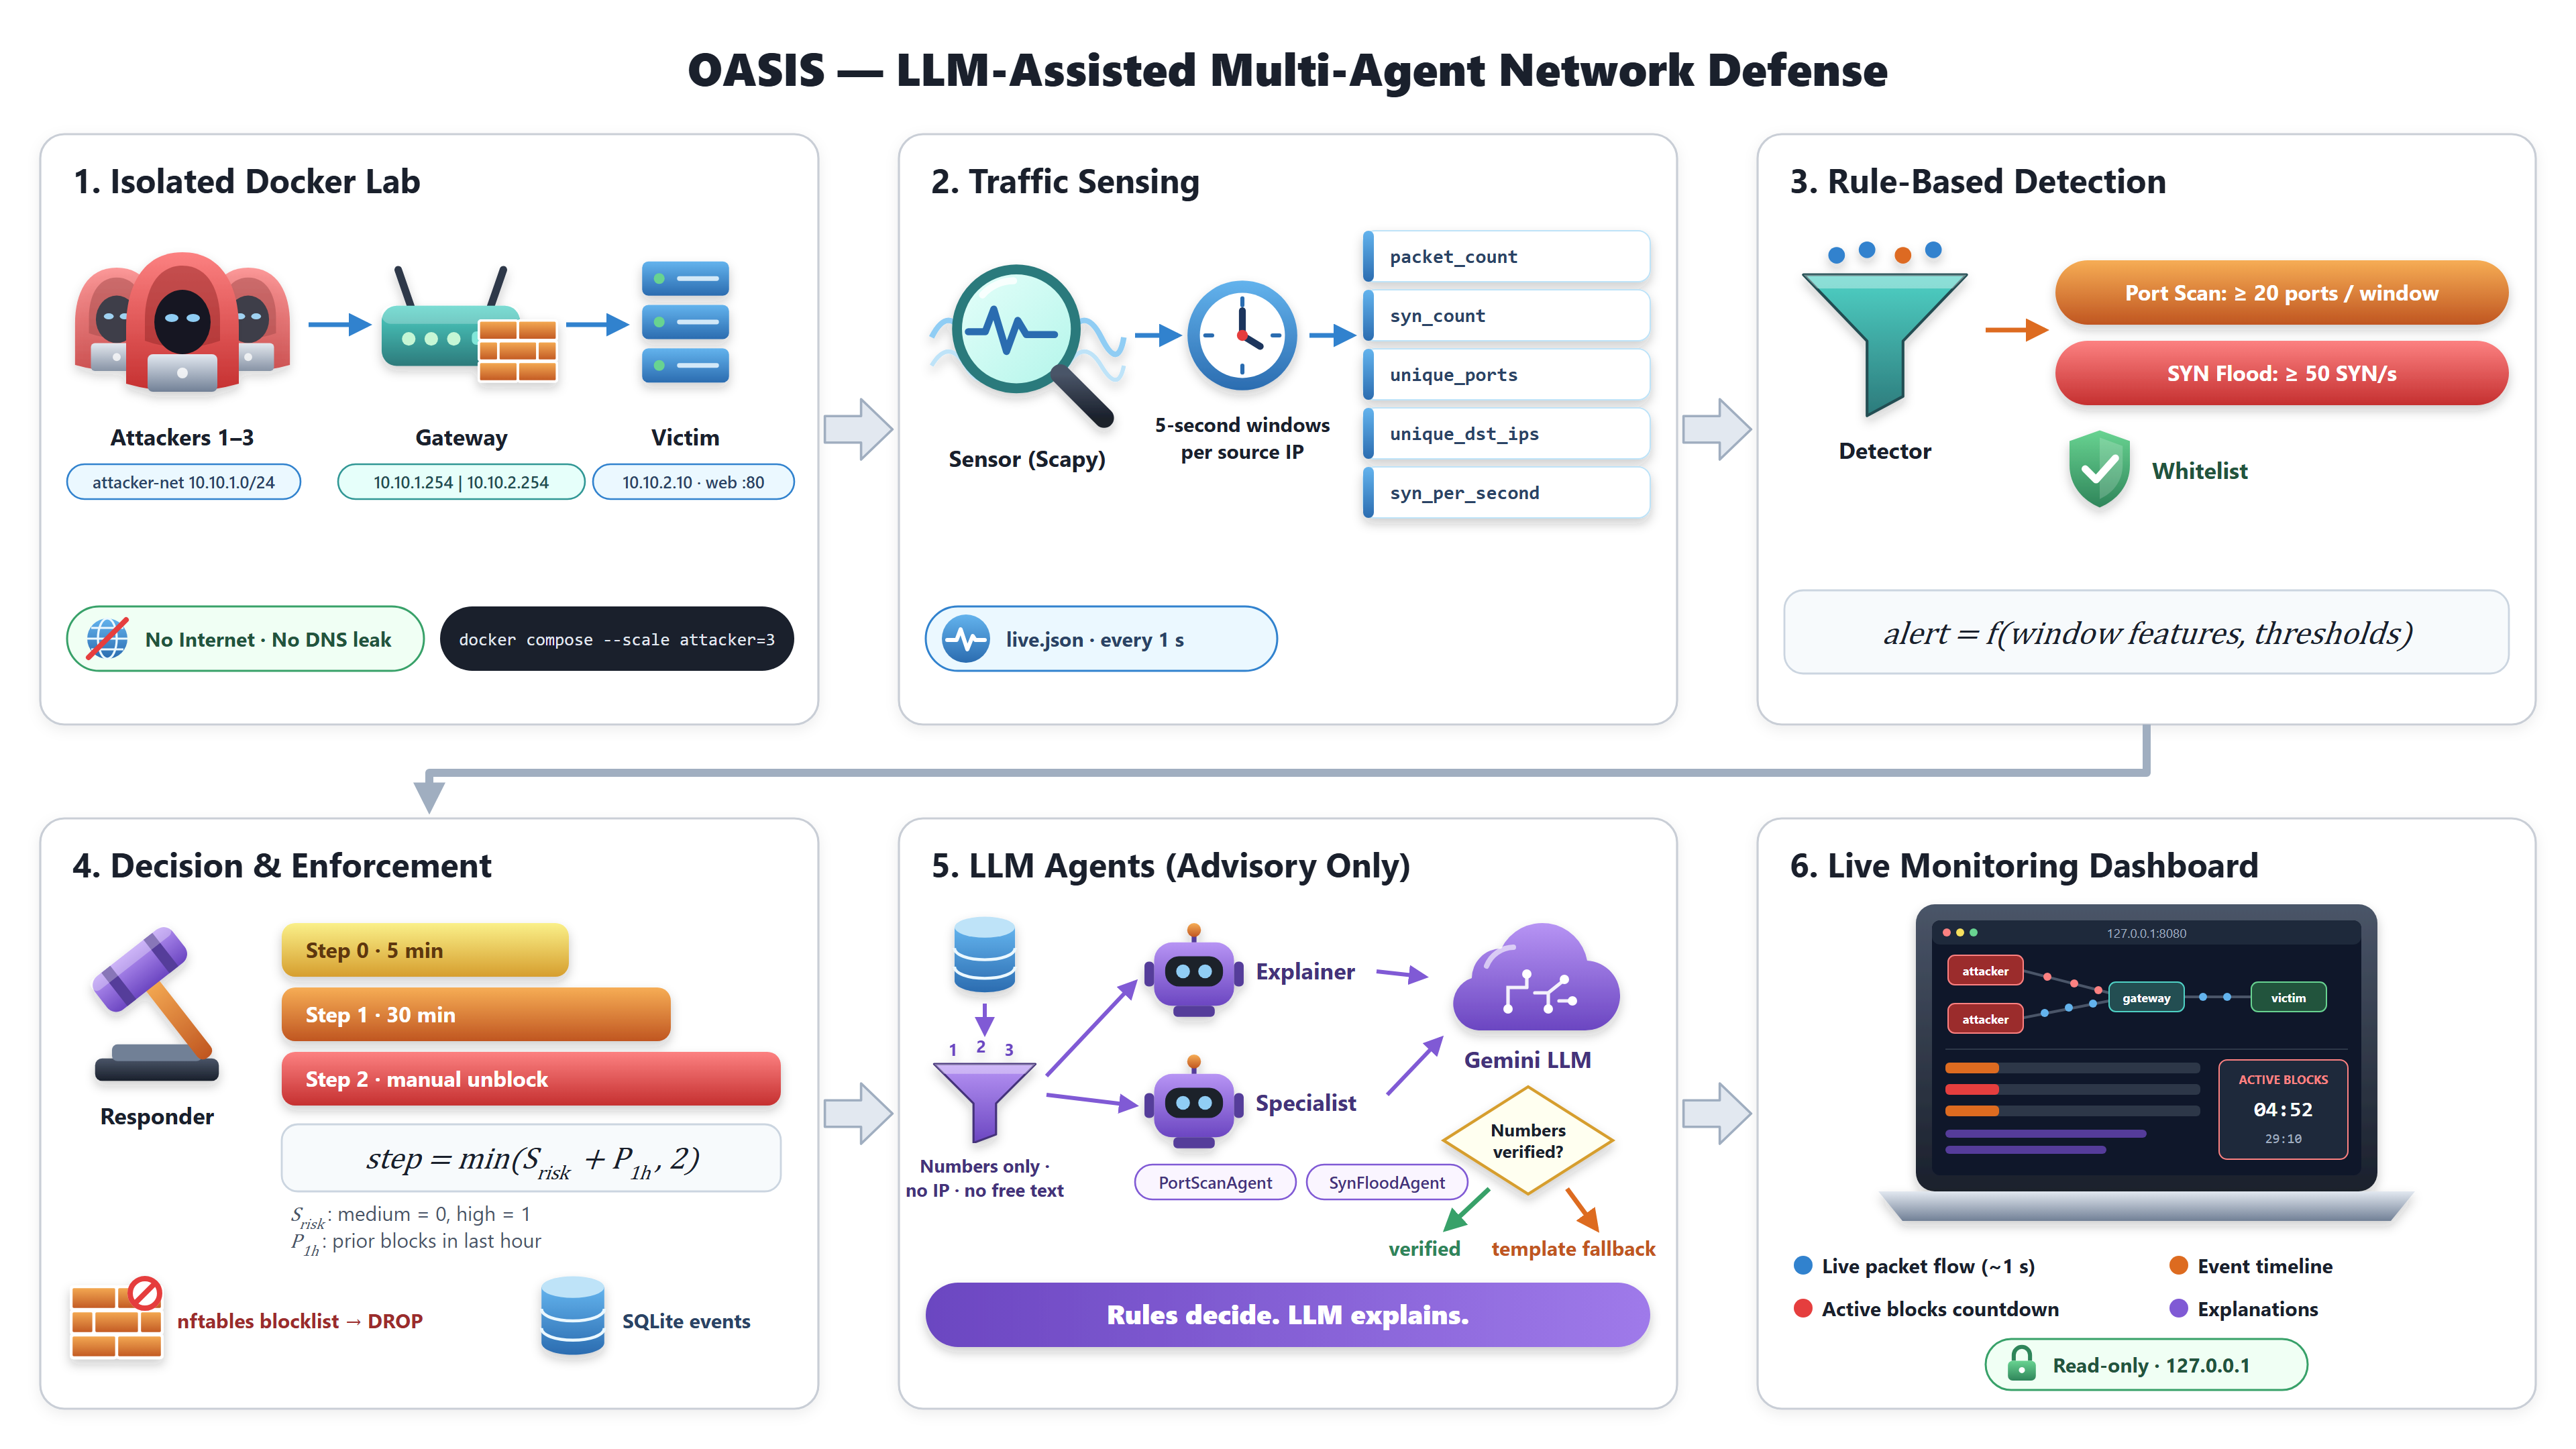 OASIS — LLM-Assisted Multi-Agent Network Defense
1. Isolated Docker Lab
Attackers 1–3
Gateway
Victim
attacker-net 10.10.1.0/24
10.10.1.254 | 10.10.2.254
10.10.2.10 · web :80
No Internet · No DNS leak
docker compose --scale attacker=3
2. Traffic Sensing
Sensor (Scapy)
5-second windows
per source IP
packet_count
syn_count
unique_ports
unique_dst_ips
syn_per_second
live.json · every 1 s
3. Rule-Based Detection
Detector
Port Scan: ≥ 20 ports / window
SYN Flood: ≥ 50 SYN/s
Whitelist
alert = f(window features, thresholds)
4. Decision & Enforcement
Responder
Step 0 · 5 min
Step 1 · 30 min
Step 2 · manual unblock
step = min(S_risk + P_1h, 2)
S_risk: medium = 0, high = 1
P_1h: prior blocks in last hour
nftables blocklist → DROP
SQLite events
5. LLM Agents (Advisory Only)
1 2 3
Numbers only ·
no IP · no free text
Explainer
Specialist
PortScanAgent
SynFloodAgent
Gemini LLM
Numbers
verified?
verified
template fallback
Rules decide. LLM explains.
6. Live Monitoring Dashboard
127.0.0.1:8080
attacker
attacker
gateway
victim
ACTIVE BLOCKS
04:52
29:10
Live packet flow (~1 s)
Event timeline
Active blocks countdown
Explanations
Read-only · 127.0.0.1